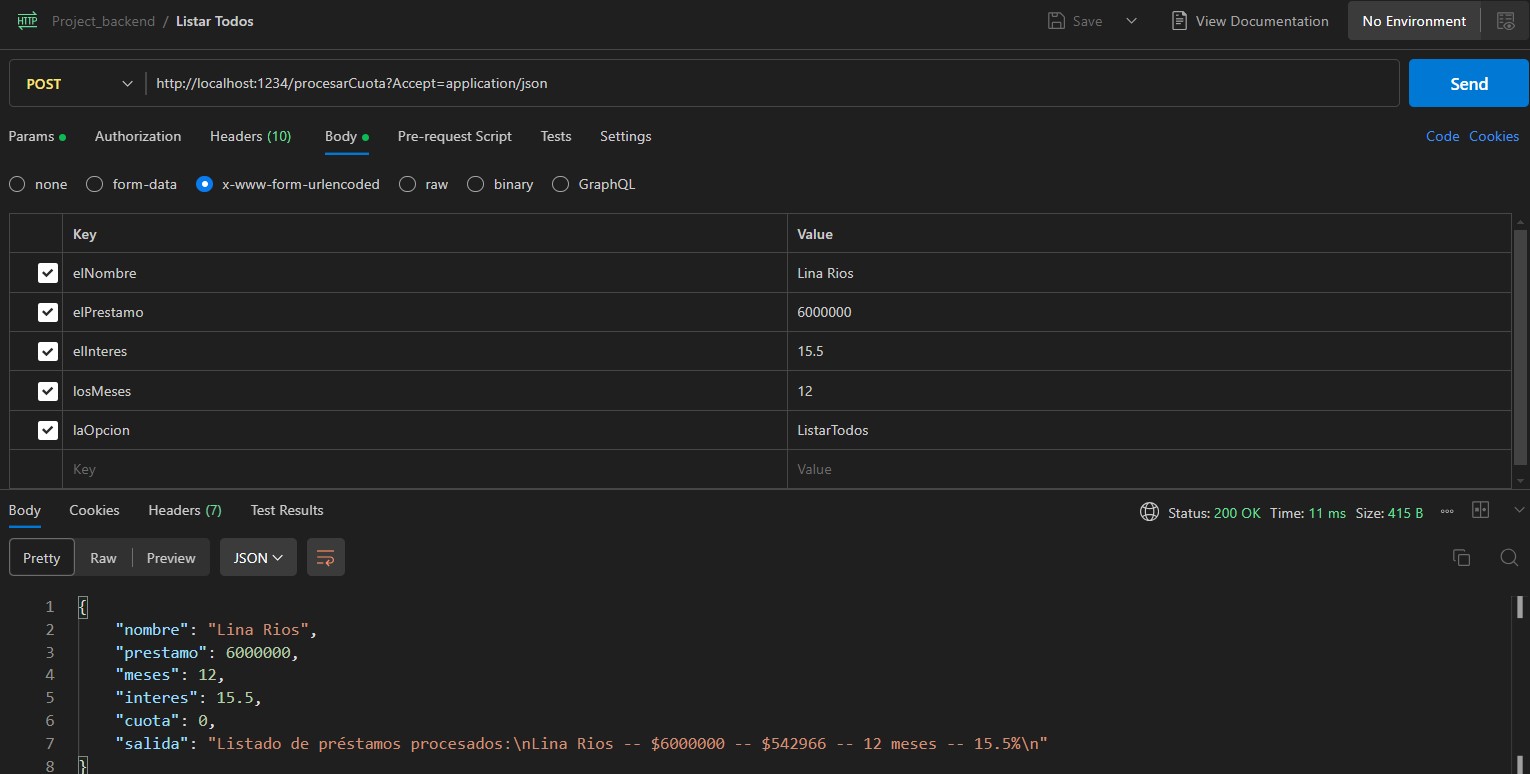 HTTP Project_backend / Listar Todos Save View Documentation No Environment
POST http://localhost:1234/procesarCuota?Accept=application/json Send
Params Authorization Headers (10) Body Pre-request Script Tests Settings Code Cookies
none form-data x-www-form-urlencoded raw binary GraphQL
Key Value
elNombre Lina Rios
elPrestamo 6000000
elInteres 15.5
losMeses 12
laOpcion ListarTodos
Key Value
Body Cookies Headers (7) Test Results Status: 200 OK Time: 11 ms Size: 415 B
Pretty Raw Preview JSON
1 {
2 "nombre": "Lina Rios",
3 "prestamo": 6000000,
4 "meses": 12,
5 "interes": 15.5,
6 "cuota": 0,
7 "salida": "Listado de préstamos procesados:\nLina Rios -- $6000000 -- $542966 -- 12 meses -- 15.5%\n"
8 }